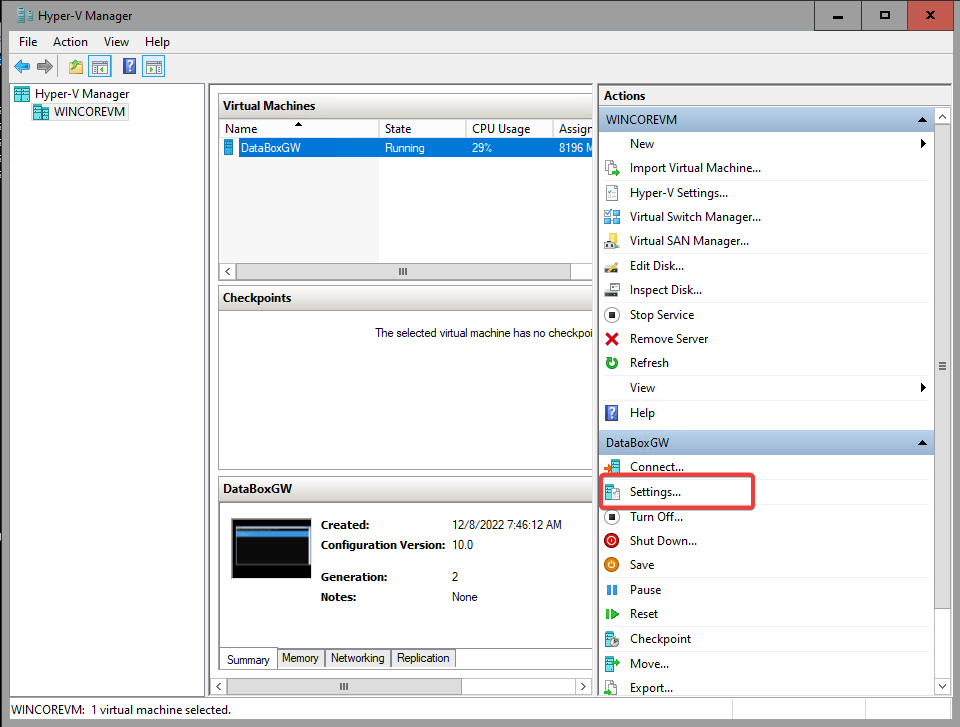 Hyper-V Manager
File Action View Help
Hyper-V Manager
WINCOREVM
Virtual Machines
Name State CPU Usage Assign
DataBoxGW Running 29% 8196 M
Checkpoints
The selected virtual machine has no checkpoi
DataBoxGW
Created: 12/8/2022 7:46:12 AM
Configuration Version: 10.0
Generation: 2
Notes: None
Summary Memory Networking Replication
Actions
WINCOREVM
New
Import Virtual Machine...
Hyper-V Settings...
Virtual Switch Manager...
Virtual SAN Manager...
Edit Disk...
Inspect Disk...
Stop Service
Remove Server
Refresh
View
Help
DataBoxGW
Connect...
Settings...
Turn Off...
Shut Down...
Save
Pause
Reset
Checkpoint
Move...
Export...
WINCOREVM: 1 virtual machine selected.